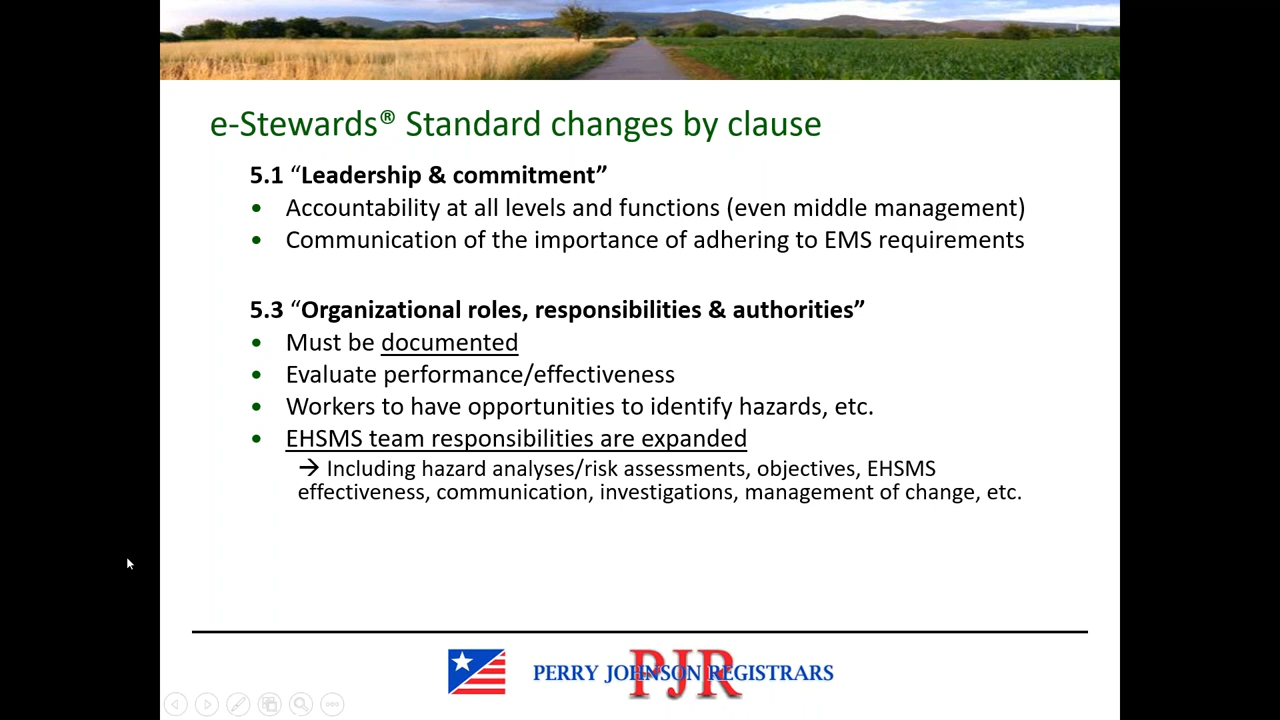 e-Stewards® Standard changes by clause
5.1 “Leadership & commitment”
• Accountability at all levels and functions (even middle management)
• Communication of the importance of adhering to EMS requirements
5.3 “Organizational roles, responsibilities & authorities”
• Must be documented
• Evaluate performance/effectiveness
• Workers to have opportunities to identify hazards, etc.
• EHSMS team responsibilities are expanded
→ Including hazard analyses/risk assessments, objectives, EHSMS
effectiveness, communication, investigations, management of change, etc.
PJR
PERRY JOHNSON REGISTRARS